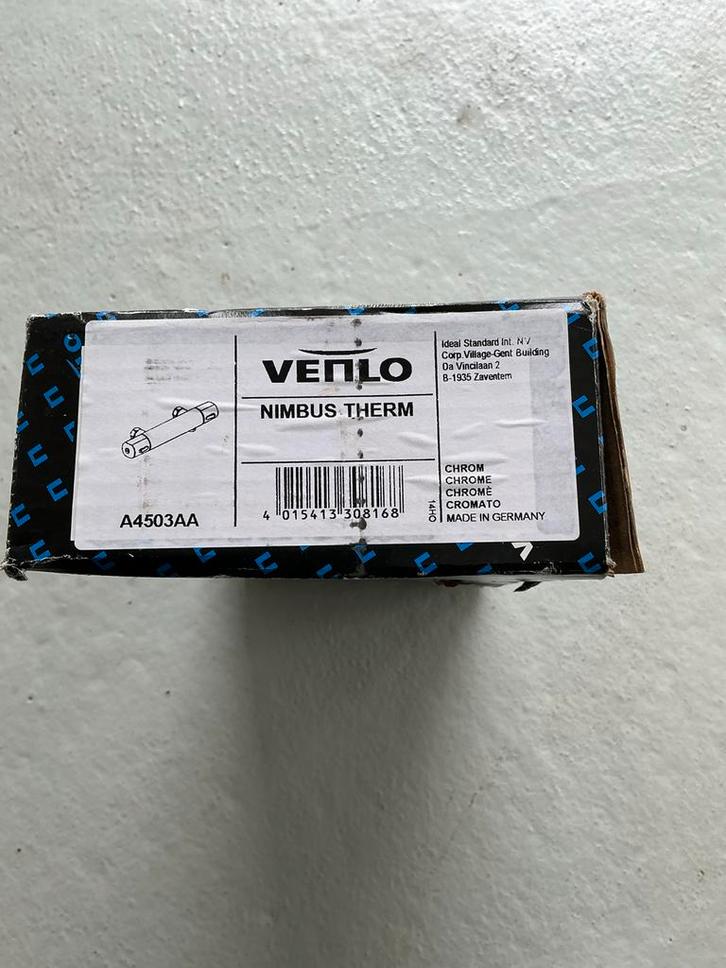 VENLO
NIMBUS THERM
A4503AA
4 015413 308168
14HO
Ideal Standard Int. NV
Corp.Village-Gent Building
Da Vincilaan 2
B-1935 Zaventem
CHROM
CHROME
CHROMÈ
CROMATO
MADE IN GERMANY